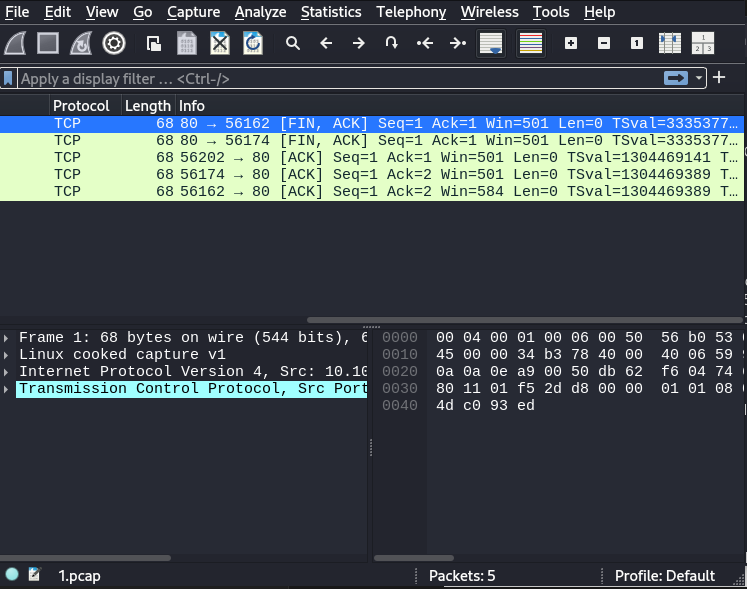 File Edit View Go Capture Analyze Statistics Telephony Wireless Tools Help
Apply a display filter … <Ctrl-/>
Protocol Length Info
TCP 68 80 → 56162 [FIN, ACK] Seq=1 Ack=1 Win=501 Len=0 TSval=3335377…
TCP 68 80 → 56174 [FIN, ACK] Seq=1 Ack=1 Win=501 Len=0 TSval=3335377…
TCP 68 56202 → 80 [ACK] Seq=1 Ack=1 Win=501 Len=0 TSval=1304469141 T…
TCP 68 56174 → 80 [ACK] Seq=1 Ack=2 Win=501 Len=0 TSval=1304469389 T…
TCP 68 56162 → 80 [ACK] Seq=1 Ack=2 Win=584 Len=0 TSval=1304469389 T…
Frame 1: 68 bytes on wire (544 bits), 6
Linux cooked capture v1
Internet Protocol Version 4, Src: 10.10
Transmission Control Protocol, Src Port
0000 00 04 00 01 00 06 00 50 56 b0 53
0010 45 00 00 34 b3 78 40 00 40 06 59
0020 0a 0a 0e a9 00 50 db 62 f6 04 74
0030 80 11 01 f5 2d d8 00 00 01 01 08
0040 4d c0 93 ed
1.pcap
Packets: 5
Profile: Default